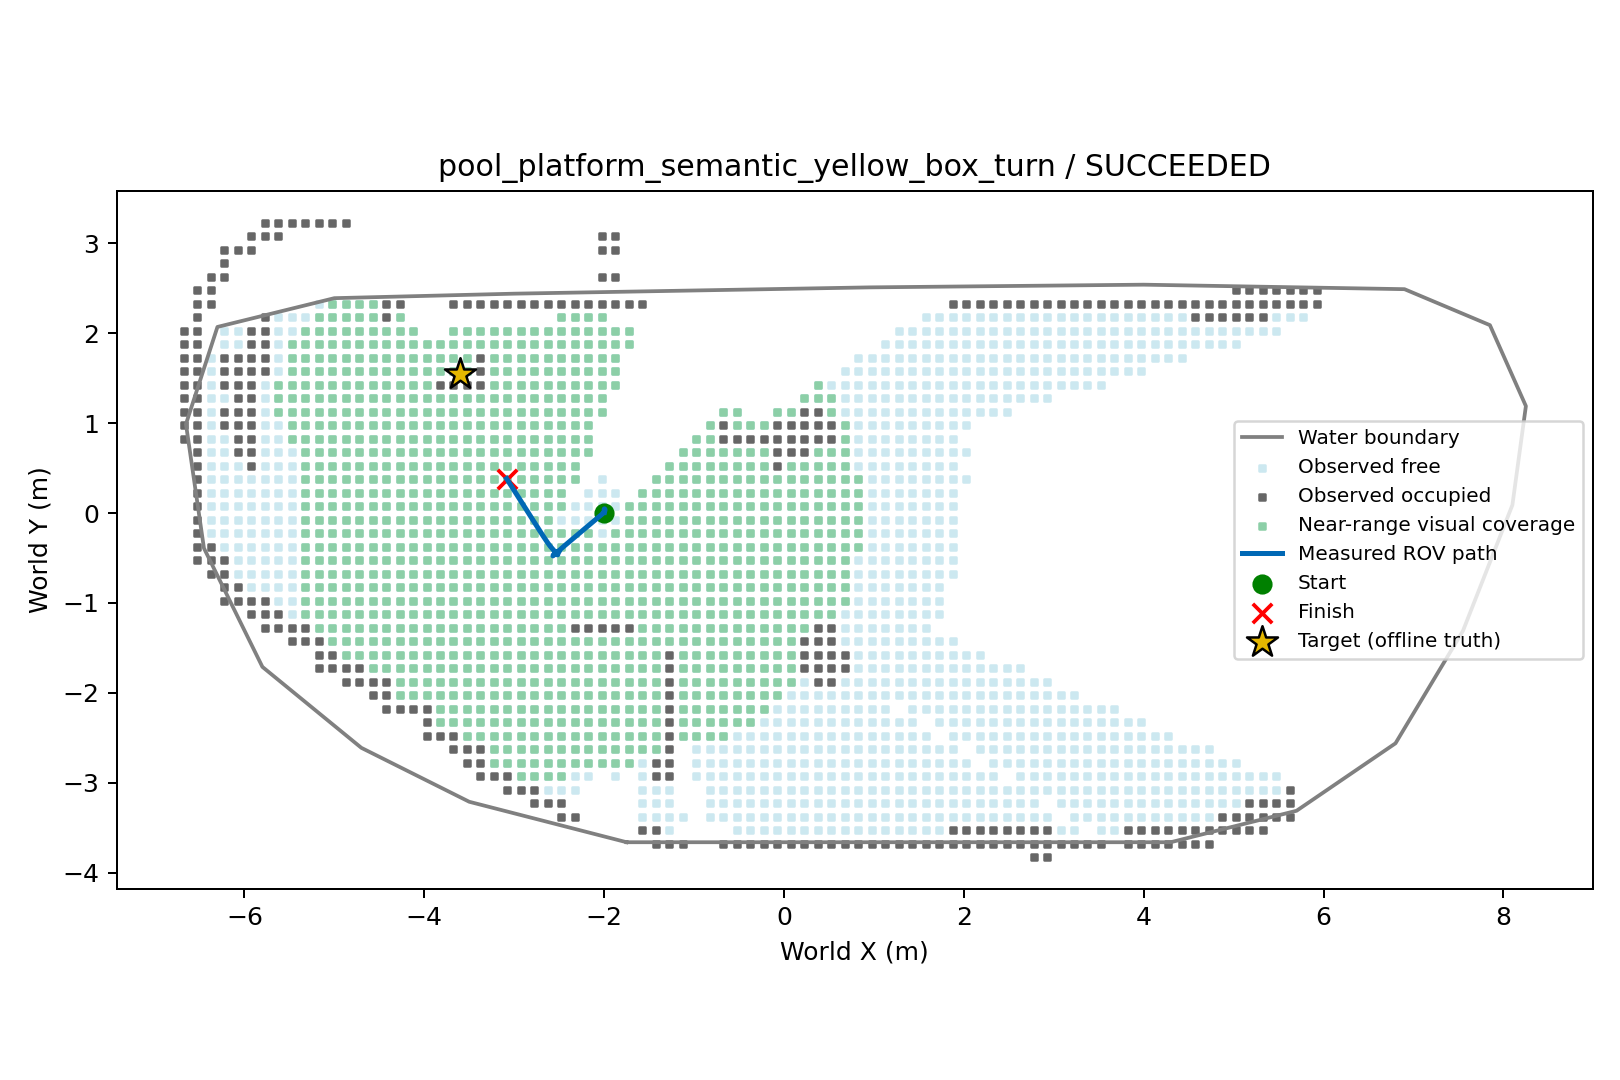 pool_platform_semantic_yellow_box_turn / SUCCEEDED
World Y (m)
3
2
1
0
−1
−2
−3
−4
Water boundary
Observed free
Observed occupied
Near-range visual coverage
Measured ROV path
Start
Finish
Target (offline truth)
−6 −4 −2 0 2 4 6 8
World X (m)